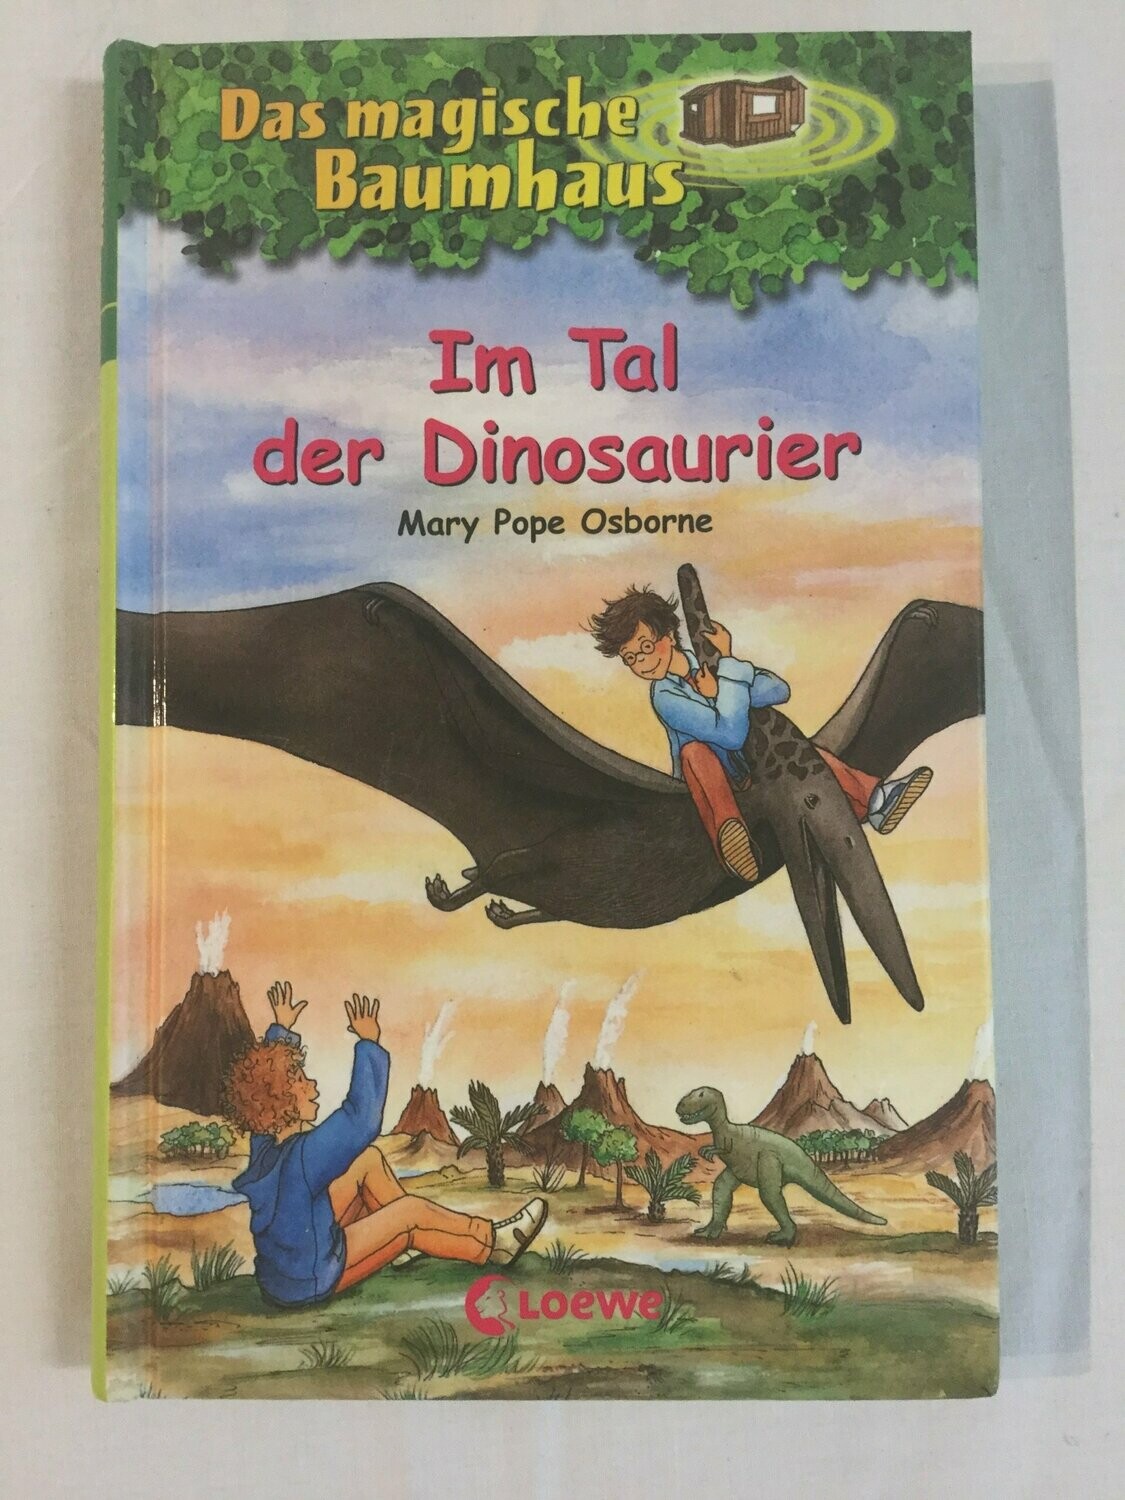 Das magische
Baumhaus
Im Tal
der Dinosaurier
Mary Pope Osborne
Loewe